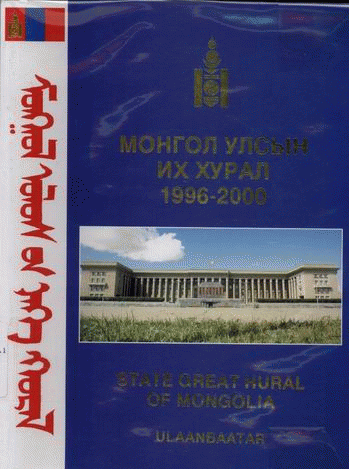 МОНГОЛ УЛСЫН
ИХ ХУРАЛ
1996-2000
STATE GREAT HURAL
OF MONGOLIA
ULAANBAATAR